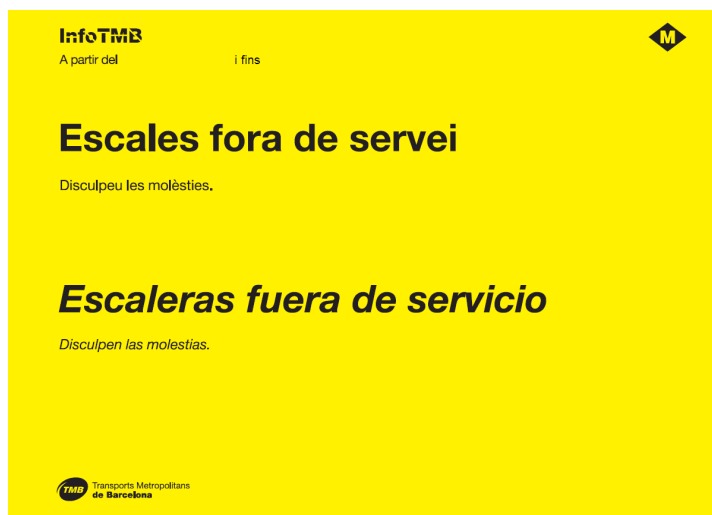 InfoTMB
M
A partir del i fins
Escales fora de servei
Disculpeu les molèsties.
Escaleras fuera de servicio
Disculpen las molestias.
TMB
Transports Metropolitans
de Barcelona